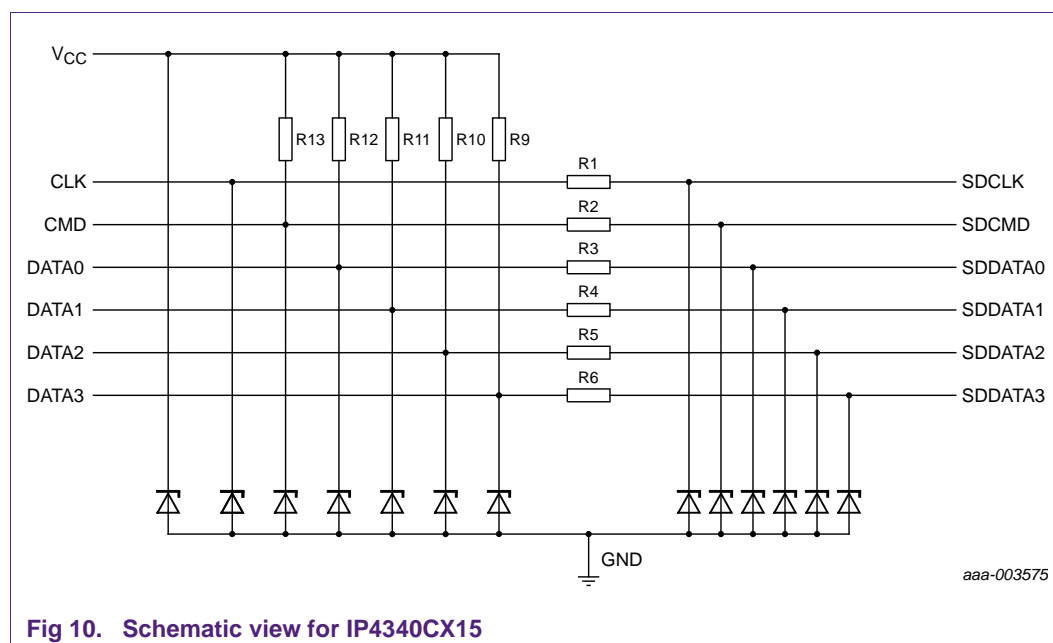 VCC
R13 R12 R11 R10 R9
CLK R1 SDCLK
CMD R2 SDCMD
DATA0 R3 SDDATA0
DATA1 R4 SDDATA1
DATA2 R5 SDDATA2
DATA3 R6 SDDATA3
GND
aaa-003575
Fig 10. Schematic view for IP4340CX15